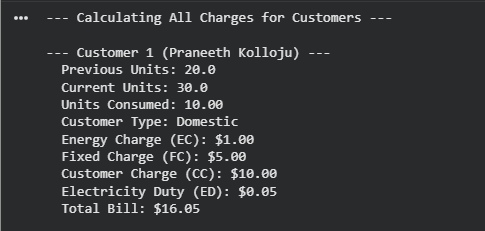 ••• --- Calculating All Charges for Customers ---
--- Customer 1 (Praneeth Kolloju) ---
Previous Units: 20.0
Current Units: 30.0
Units Consumed: 10.00
Customer Type: Domestic
Energy Charge (EC): $1.00
Fixed Charge (FC): $5.00
Customer Charge (CC): $10.00
Electricity Duty (ED): $0.05
Total Bill: $16.05